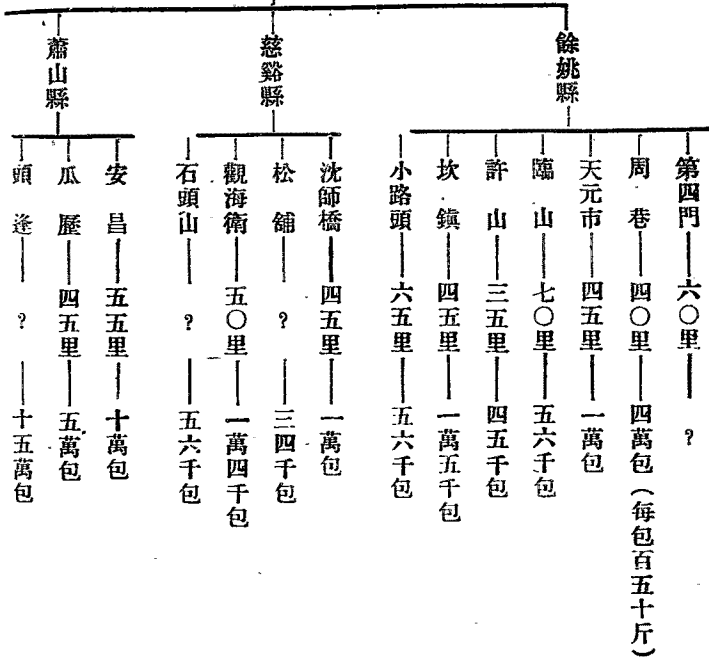 餘姚縣
第四門 六〇里 ?
周巷 四〇里 四萬包(每包百五十斤)
天元市 四五里 一萬包
臨山 七〇里 五六千包
許山 三五里 四五千包
坎鎮 四五里 一萬五千包
小路頭 六五里 五六千包
慈谿縣
沈師橋 四五里 一萬包
松舖 ? 三四千包
觀海衛 五〇里 一萬四千包
石頭山 ? 五六千包
蕭山縣
安昌 五五里 十萬包
瓜歷 四五里 五萬包
頭逢 ? 十五萬包